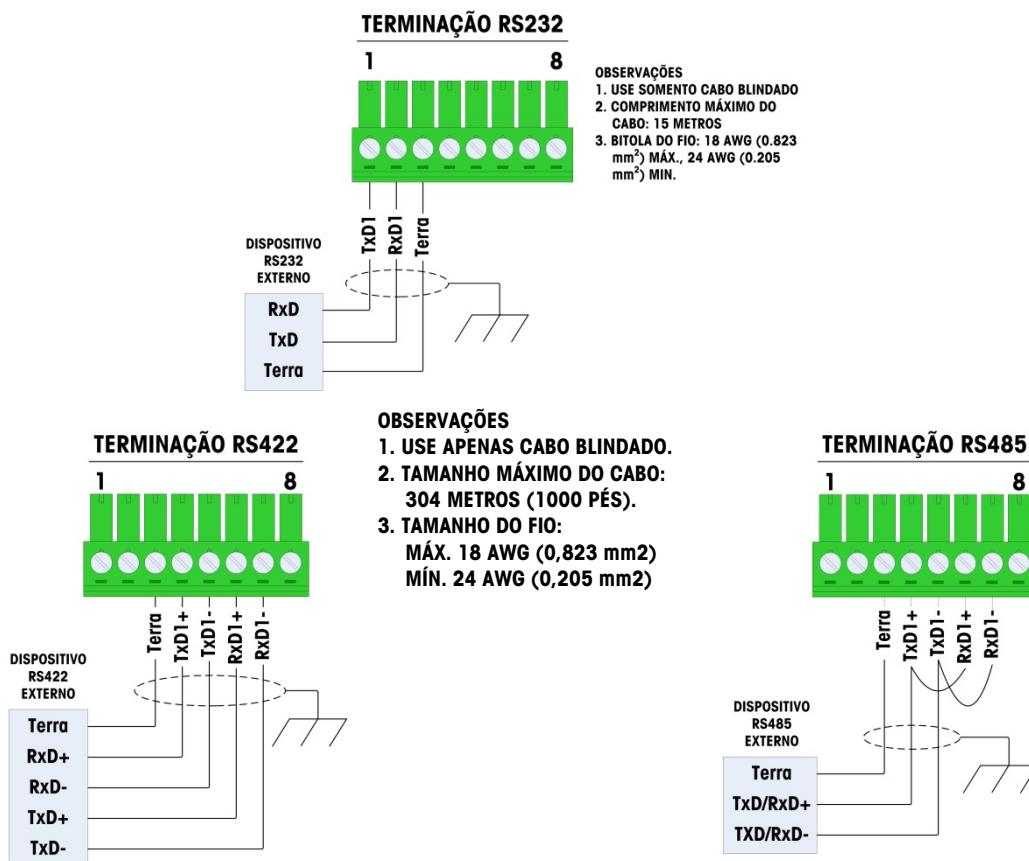 TERMINAÇÃO RS232
1 8
OBSERVAÇÕES
1. USE SOMENTO CABO BLINDADO
2. COMPRIMENTO MÁXIMO DO
CABO: 15 METROS
3. BITOLA DO FIO: 18 AWG (0.823
mm²) MÁX., 24 AWG (0.205
mm²) MIN.
TxD1
RxD1
Terra
DISPOSITIVO
RS232
EXTERNO
RxD
TxD
Terra
TERMINAÇÃO RS422
1 8
Terra
TxD1+
TxD1-
RxD1+
RxD1-
DISPOSITIVO
RS422
EXTERNO
Terra
RxD+
RxD-
TxD+
TxD-
OBSERVAÇÕES
1. USE APENAS CABO BLINDADO.
2. TAMANHO MÁXIMO DO CABO:
304 METROS (1000 PÉS).
3. TAMANHO DO FIO:
MÁX. 18 AWG (0,823 mm2)
MÍN. 24 AWG (0,205 mm2)
TERMINAÇÃO RS485
1 8
Terra
TxD1+
TxD1-
RxD1+
RxD1-
DISPOSITIVO
RS485
EXTERNO
Terra
TxD/RxD+
TXD/RxD-